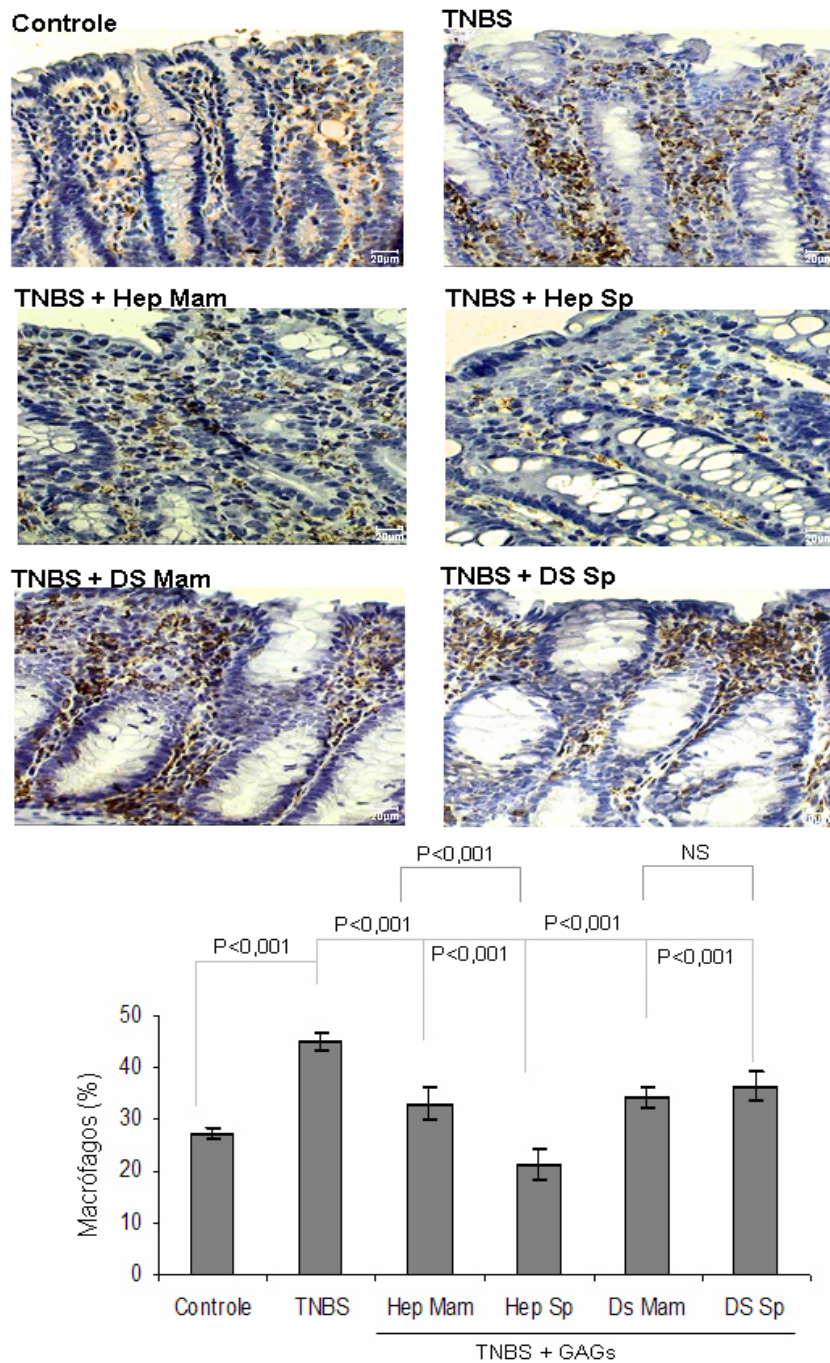 Controle
TNBS
20µm
20µm
TNBS + Hep Mam
TNBS + Hep Sp
20µm
20µm
TNBS + DS Mam
TNBS + DS Sp
20µm
P<0,001
NS
P<0,001
P<0,001
P<0,001
P<0,001
P<0,001
Macrófagos (%)
50
40
30
20
10
0
Controle
TNBS
Hep Mam
Hep Sp
Ds Mam
DS Sp
TNBS + GAGs